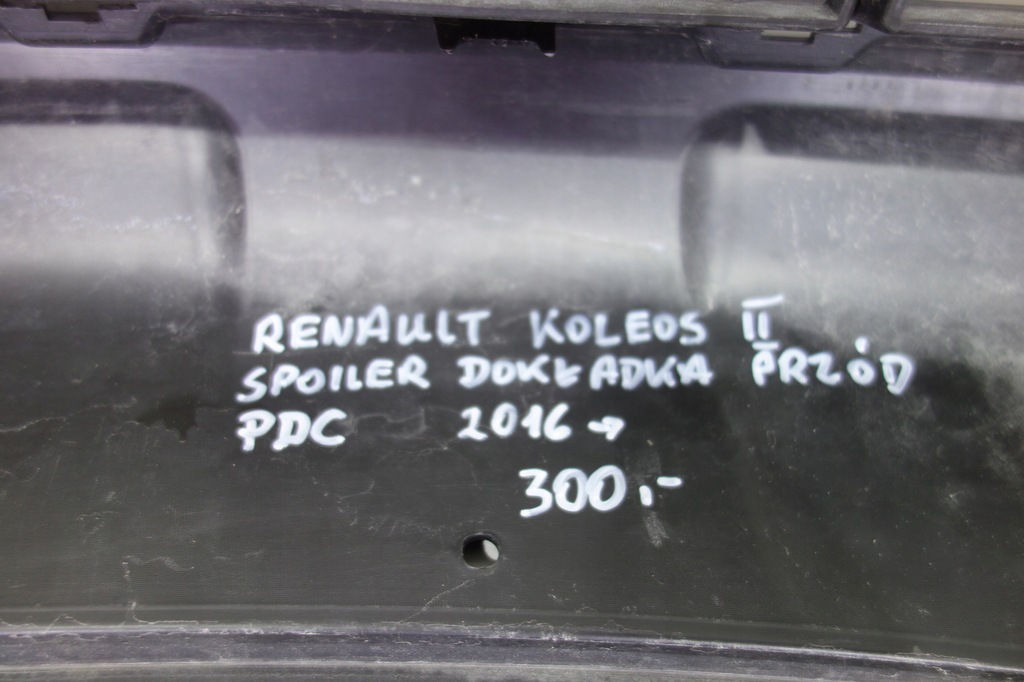 RENAULT KOLEOS II
SPOILER DOKŁADKA PRZÓD
PDC 2016 →
300,-